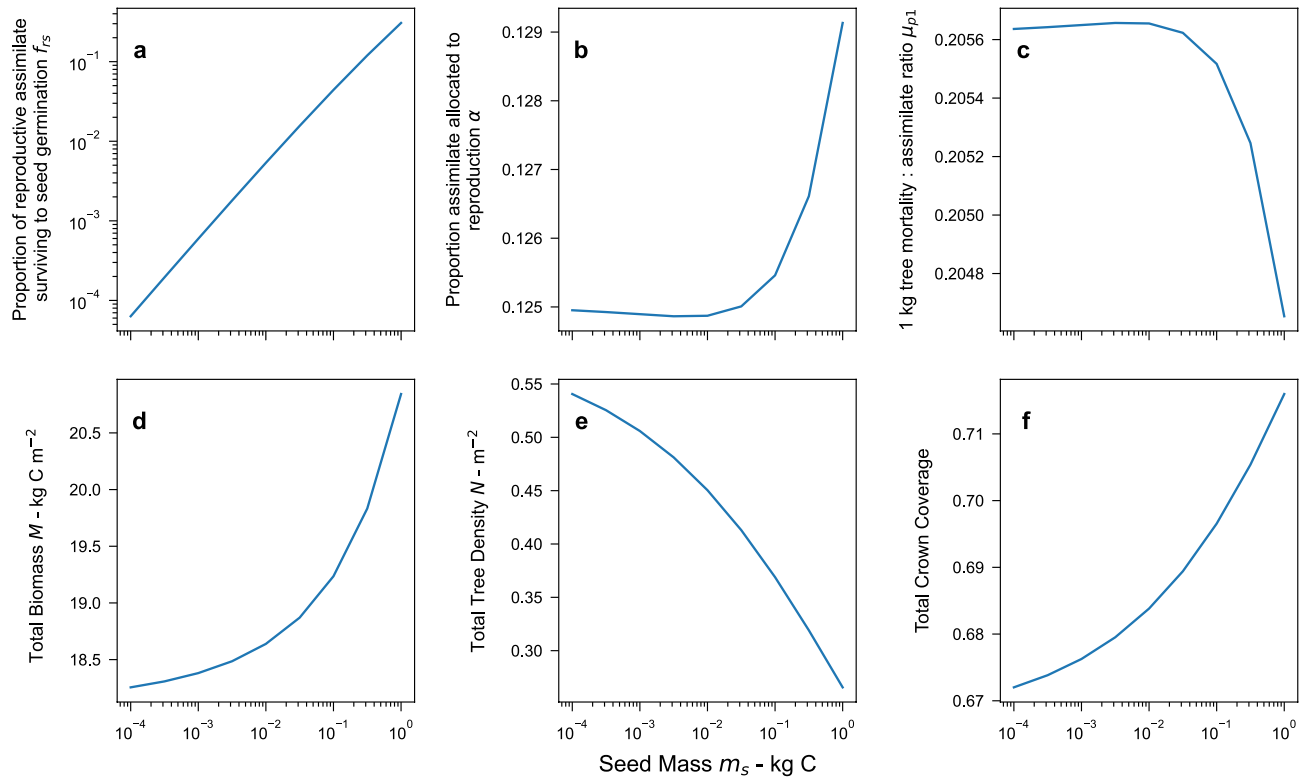 Proportion of reproductive assimilate
surviving to seed germination f_rs
a
10⁻¹
10⁻²
10⁻³
10⁻⁴
Proportion assimilate allocated to
reproduction α
b
0.129
0.128
0.127
0.126
0.125
1 kg tree mortality : assimilate ratio μ_p1
c
0.2056
0.2054
0.2052
0.2050
0.2048
Total Biomass M - kg C m⁻²
d
20.5
20.0
19.5
19.0
18.5
10⁻⁴ 10⁻³ 10⁻² 10⁻¹ 10⁰
Total Tree Density N - m⁻²
e
0.55
0.50
0.45
0.40
0.35
0.30
10⁻⁴ 10⁻³ 10⁻² 10⁻¹ 10⁰
Total Crown Coverage
f
0.71
0.70
0.69
0.68
0.67
10⁻⁴ 10⁻³ 10⁻² 10⁻¹ 10⁰
Seed Mass m_s - kg C